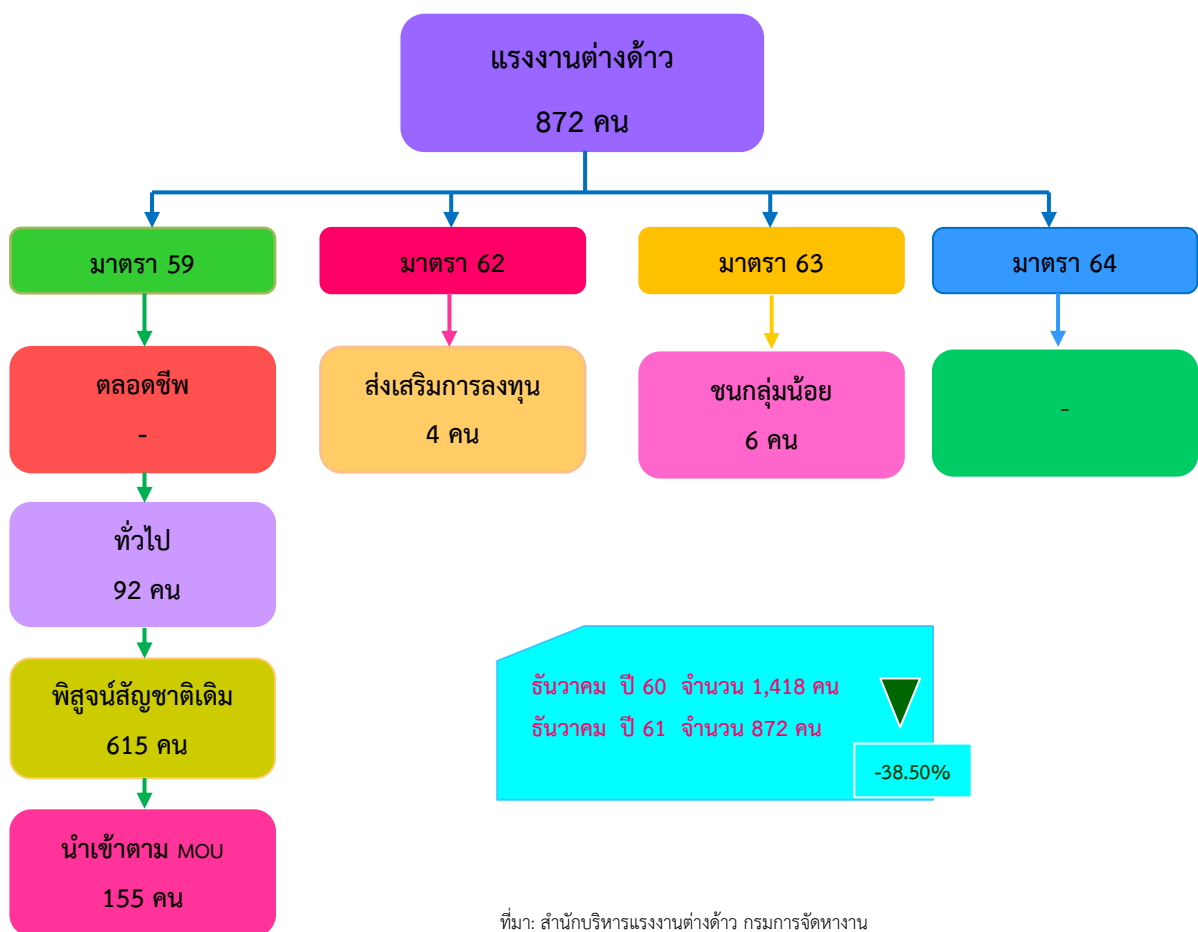 แรงงานต่างด้าว
872 คน
มาตรา 59
มาตรา 62
มาตรา 63
มาตรา 64
ตลอดชีพ
-
ส่งเสริมการลงทุน
4 คน
ชนกลุ่มน้อย
6 คน
-
ทั่วไป
92 คน
พิสูจน์สัญชาติเดิม
615 คน
นำเข้าตาม MOU
155 คน
ธันวาคม ปี 60 จำนวน 1,418 คน
ธันวาคม ปี 61 จำนวน 872 คน
-38.50%
ที่มา: สำนักบริหารแรงงานต่างด้าว กรมการจัดหางาน